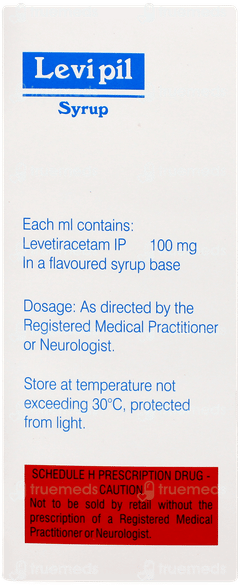 Levipil
Syrup
Each ml contains:
Levetiracetam IP 100 mg
In a flavoured syrup base
Dosage: As directed by the
Registered Medical Practitioner
or Neurologist.
Store at temperature not
exceeding 30°C, protected
from light.
SCHEDULE H PRESCRIPTION DRUG -
CAUTION
Not to be sold by retail without the
prescription of a Registered Medical
Practitioner or Neurologist.
truemeds
truemeds